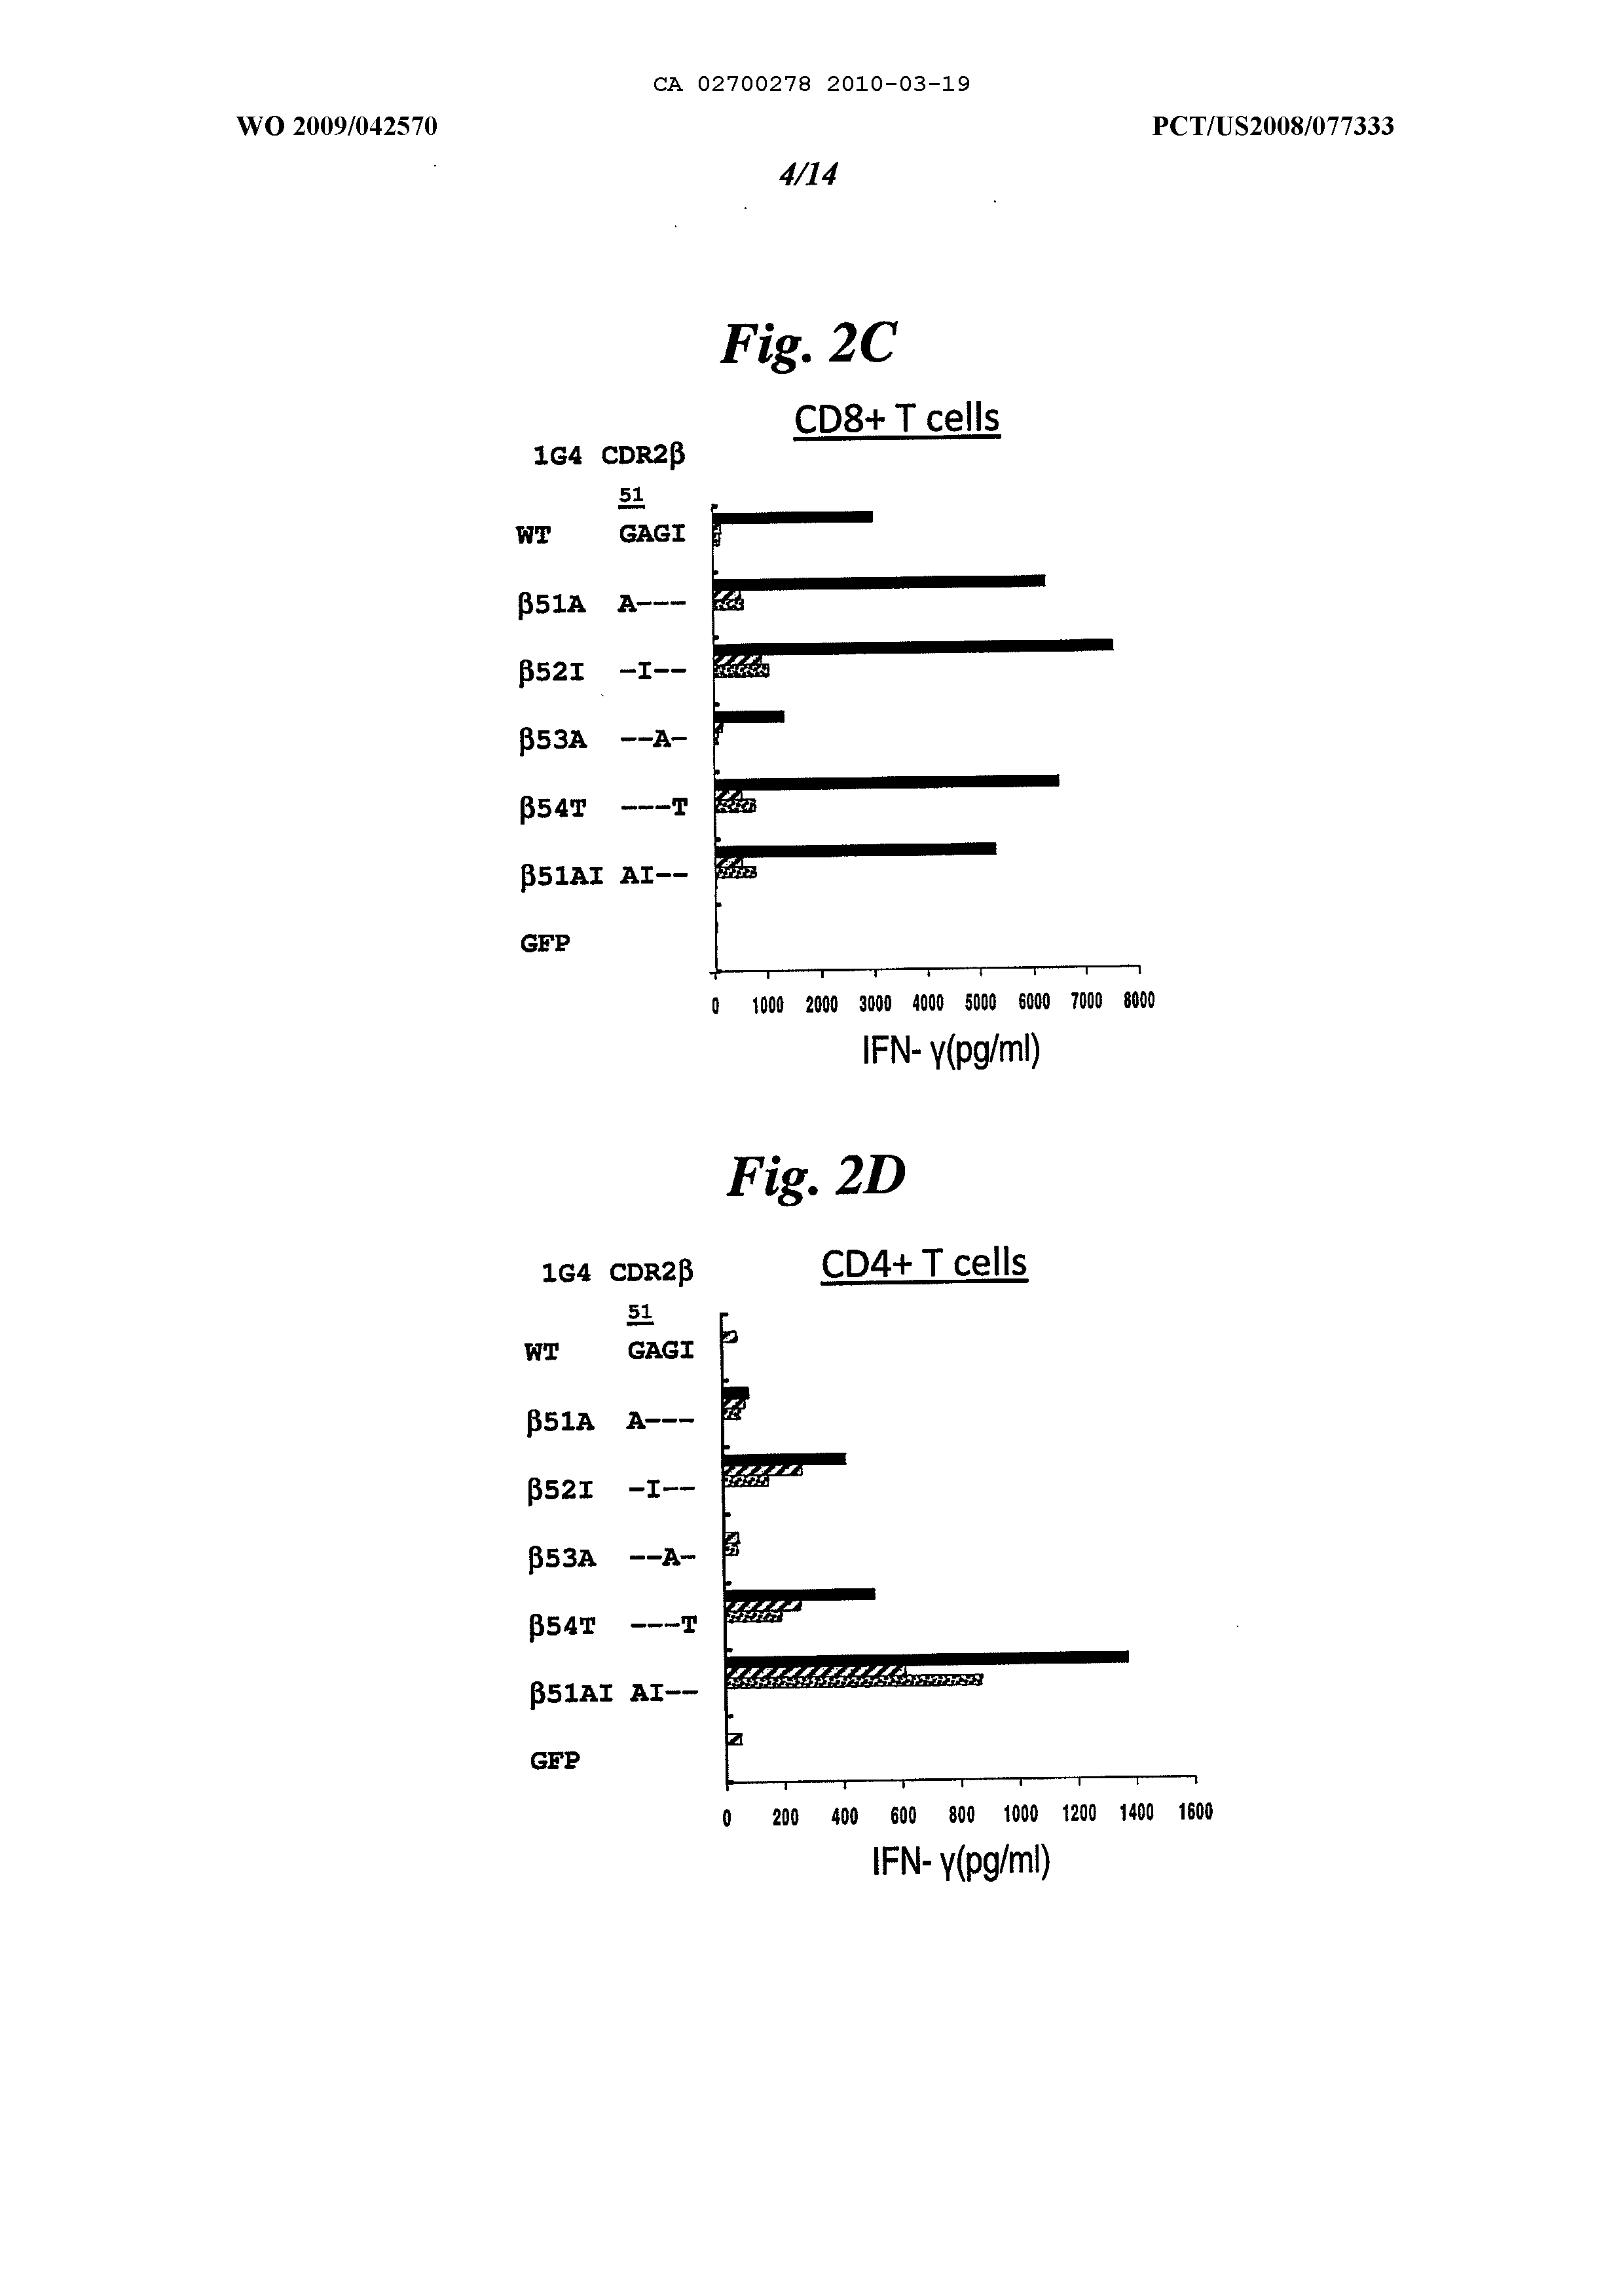 CA 02700278 2010-03-19
WO 2009/042570 PCT/US2008/077333
4/14
Fig. 2C
CD8+ T cells
1G4 CDR2β
51
WT GAGI
β51A A---
β52I -I--
β53A --A-
β54T ---T
β51AI AI--
GFP
0 1000 2000 3000 4000 5000 6000 7000 8000
IFN- γ(pg/ml)
Fig. 2D
CD4+ T cells
1G4 CDR2β
51
WT GAGI
β51A A---
β52I -I--
β53A --A-
β54T ---T
β51AI AI--
GFP
0 200 400 600 800 1000 1200 1400 1600
IFN- γ(pg/ml)